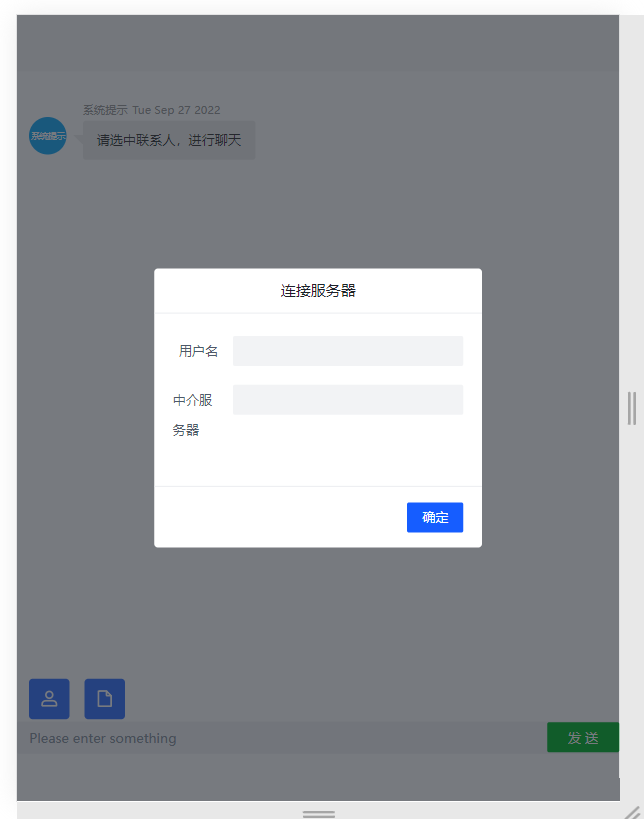 系统提示 Tue Sep 27 2022
系统提示
请选中联系人，进行聊天
连接服务器
用户名
中介服
务器
确定
Please enter something
发 送